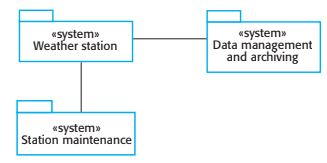 «system»
Weather station
«system»
Data management
and archiving
«system»
Station maintenance